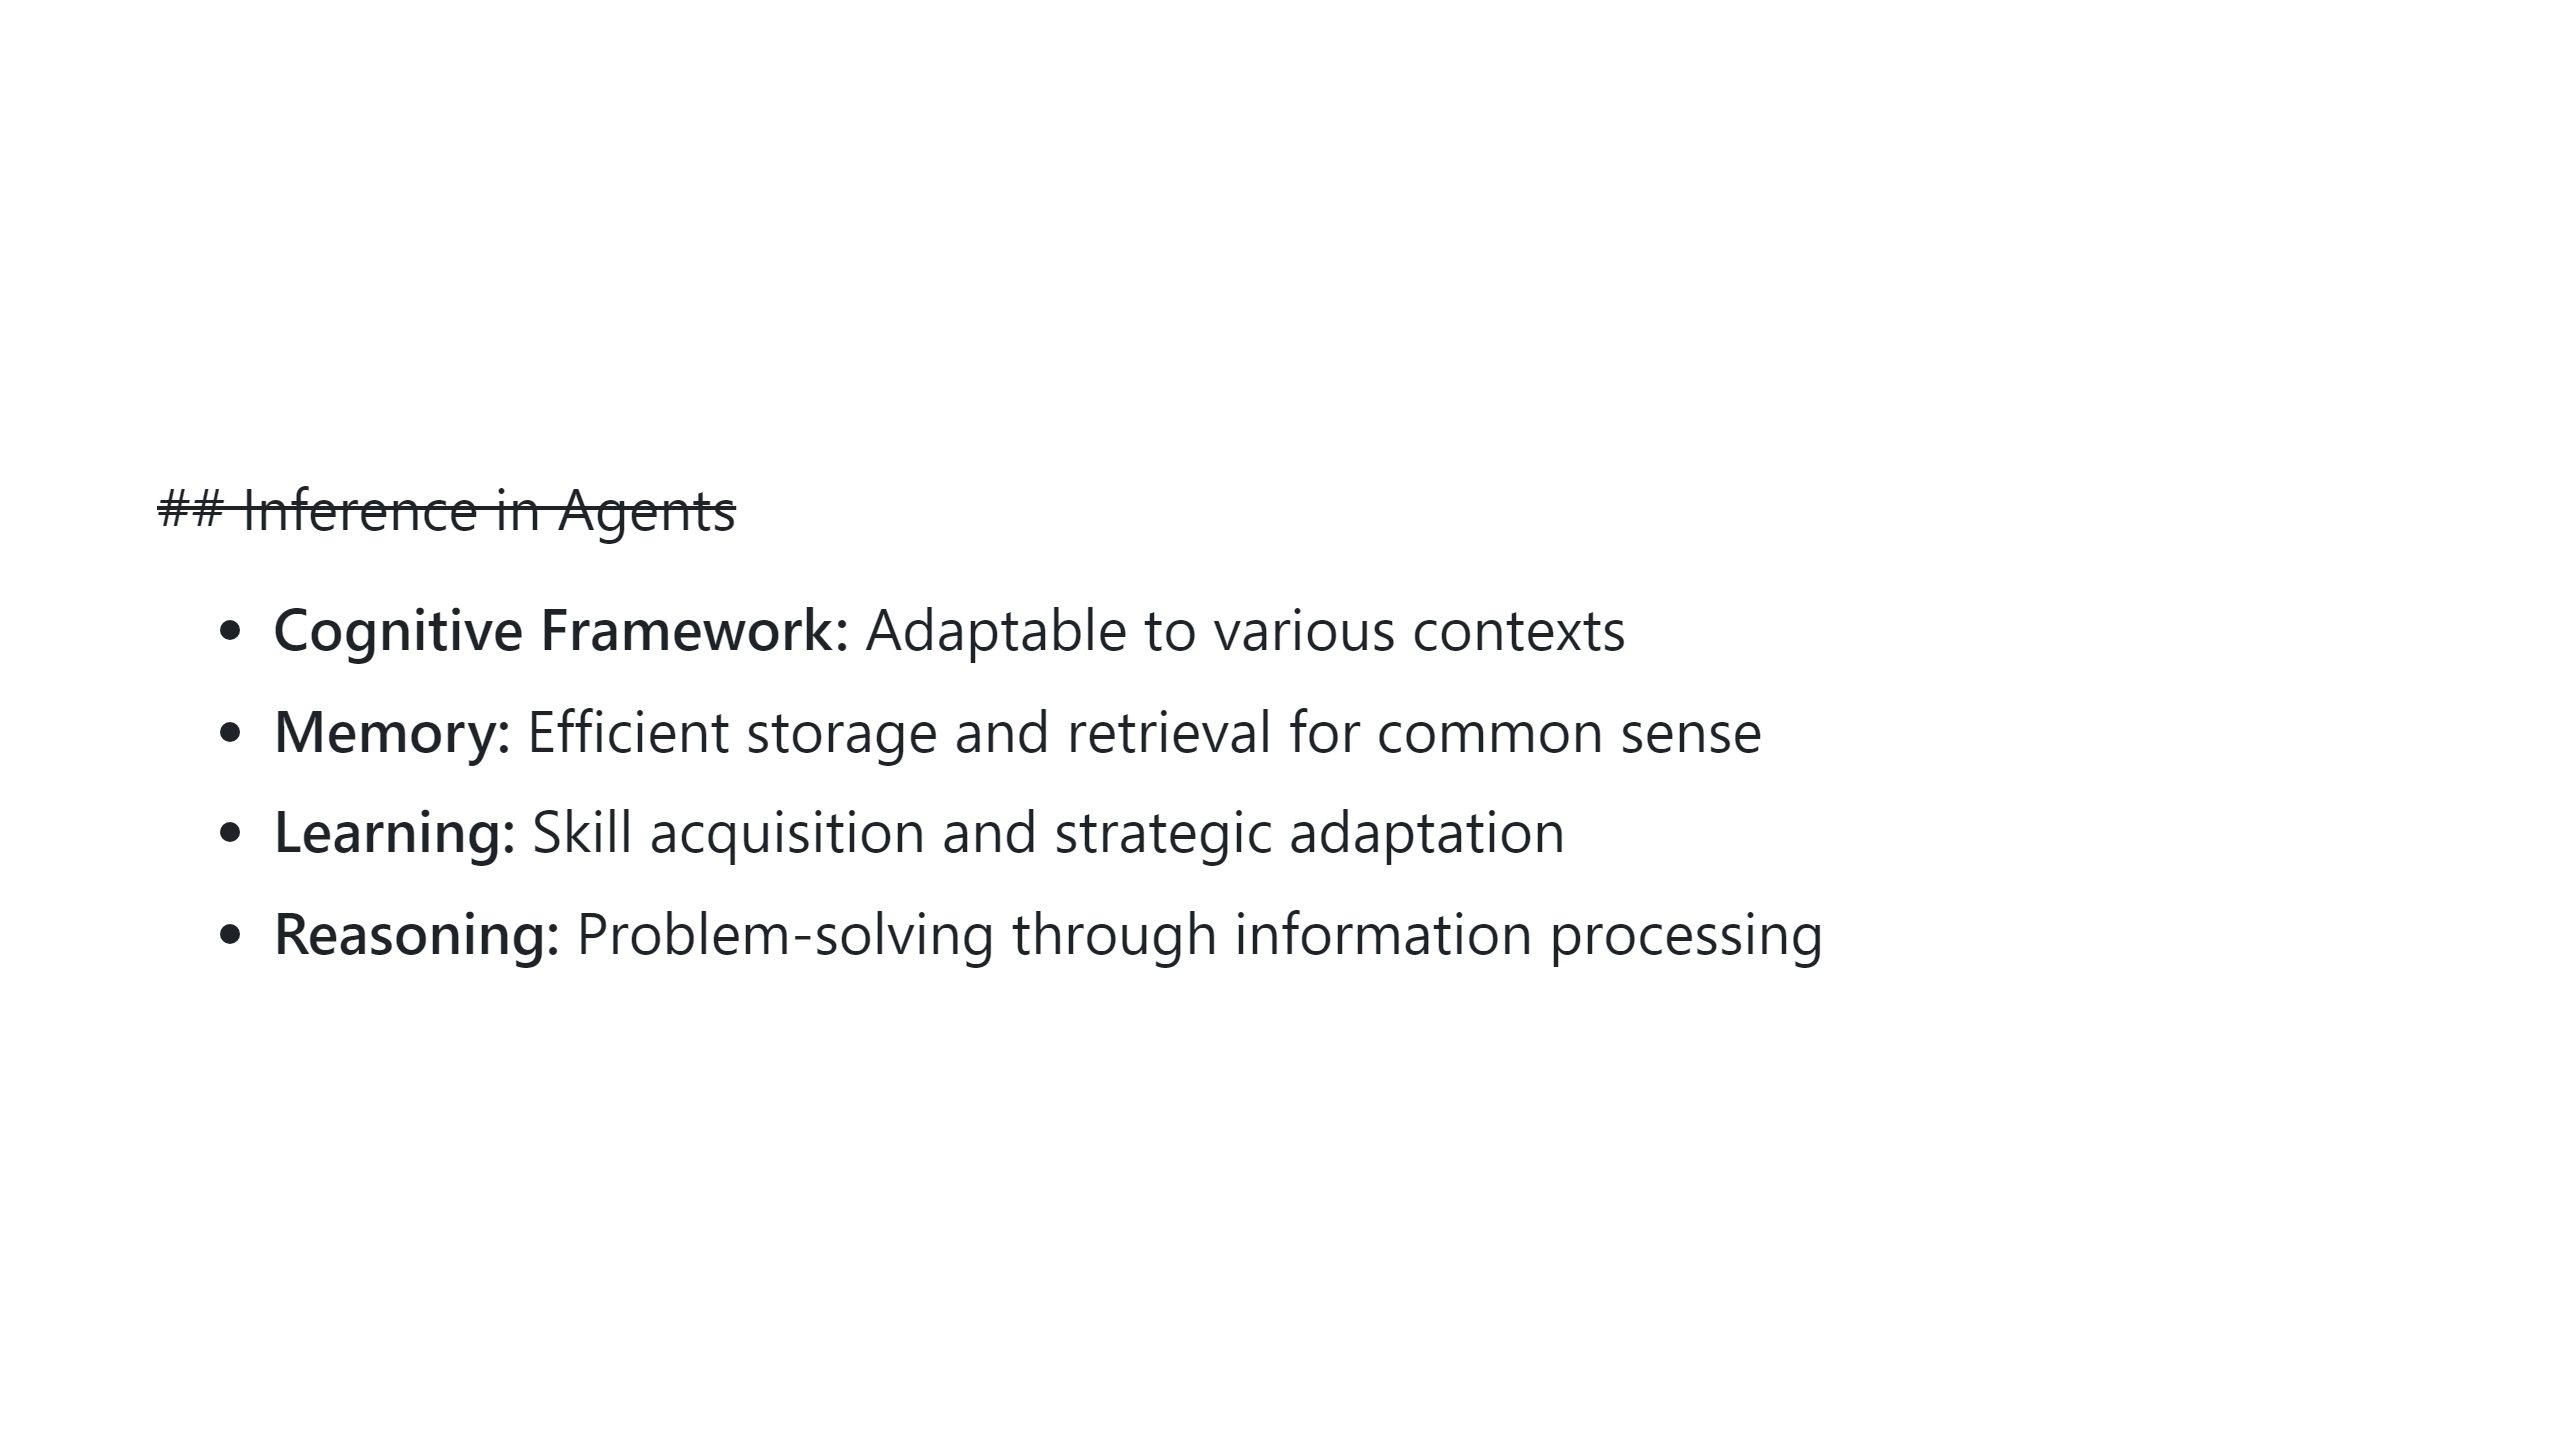 ## Inference in Agents
• Cognitive Framework: Adaptable to various contexts
• Memory: Efficient storage and retrieval for common sense
• Learning: Skill acquisition and strategic adaptation
• Reasoning: Problem-solving through information processing